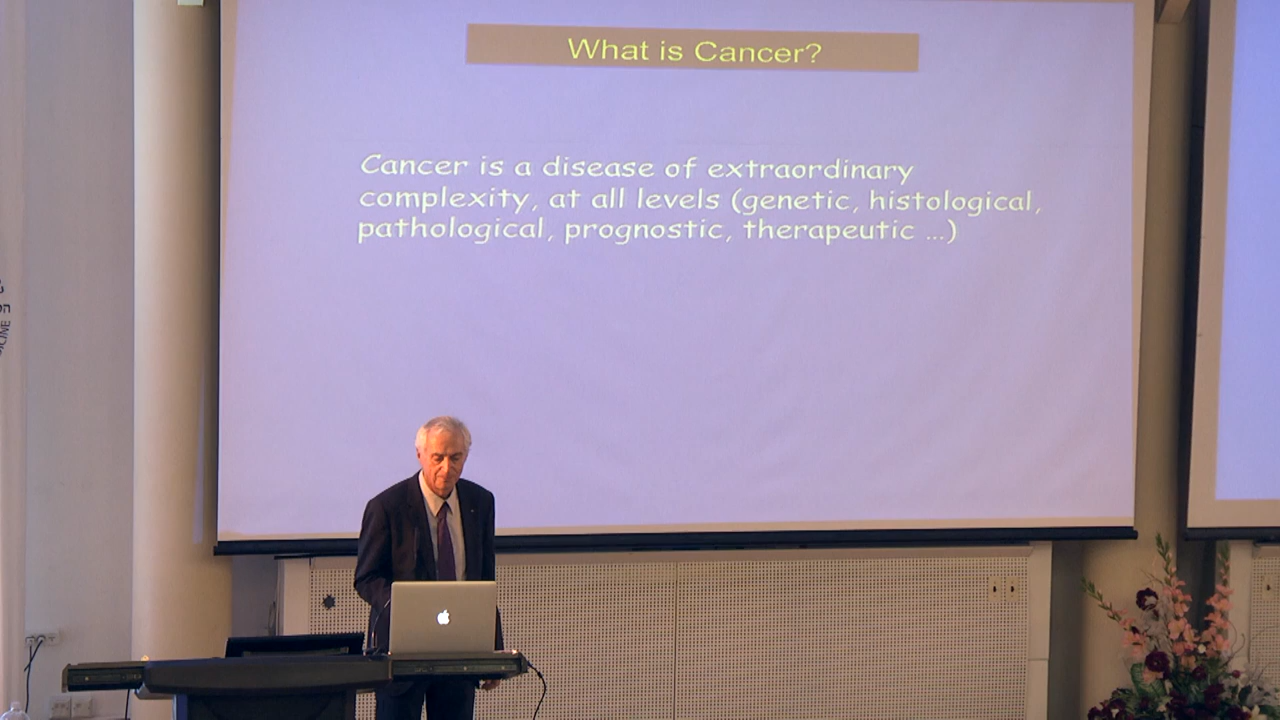 What is Cancer?
Cancer is a disease of extraordinary
complexity, at all levels (genetic, histological,
pathological, prognostic, therapeutic ...)